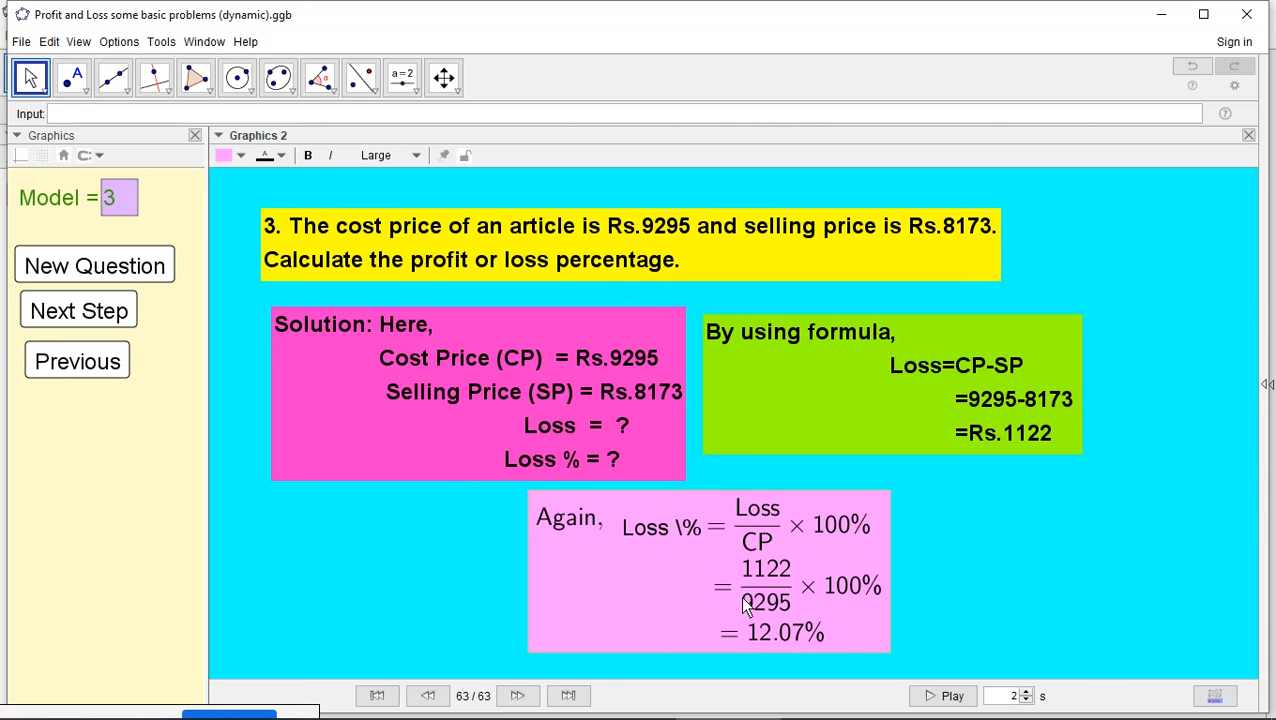 Profit and Loss some basic problems (dynamic).ggb
File Edit View Options Tools Window Help
Sign in
A
α
a=2
Input:
Graphics
Graphics 2
A B I Large
Model = 3
New Question
Next Step
Previous
3. The cost price of an article is Rs.9295 and selling price is Rs.8173.
Calculate the profit or loss percentage.
Solution: Here,
Cost Price (CP) = Rs.9295
Selling Price (SP) = Rs.8173
Loss = ?
Loss % = ?
By using formula,
Loss=CP-SP
=9295-8173
=Rs.1122
Again, Loss \% = Loss/CP × 100%
= 1122/9295 × 100%
= 12.07%
63 / 63
Play 2 s